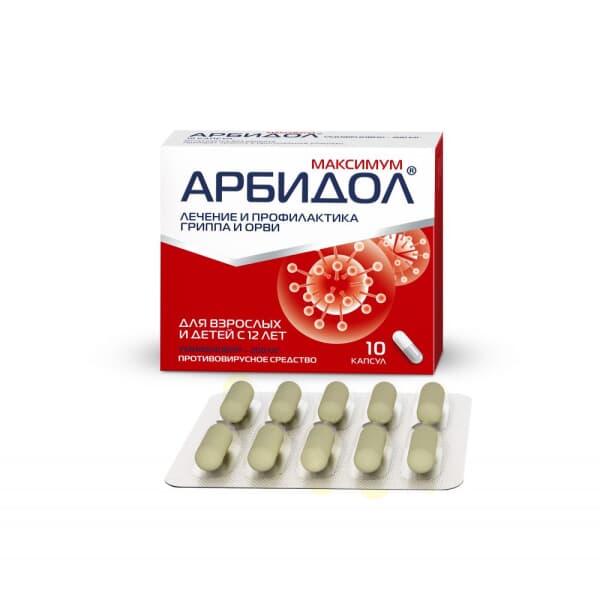 МАКСИМУМ
АРБИДОЛ®
ЛЕЧЕНИЕ И ПРОФИЛАКТИКА
ГРИППА И ОРВИ
ДЛЯ ВЗРОСЛЫХ
И ДЕТЕЙ С 12 ЛЕТ
ПРОТИВОВИРУСНОЕ СРЕДСТВО
10
КАПСУЛ